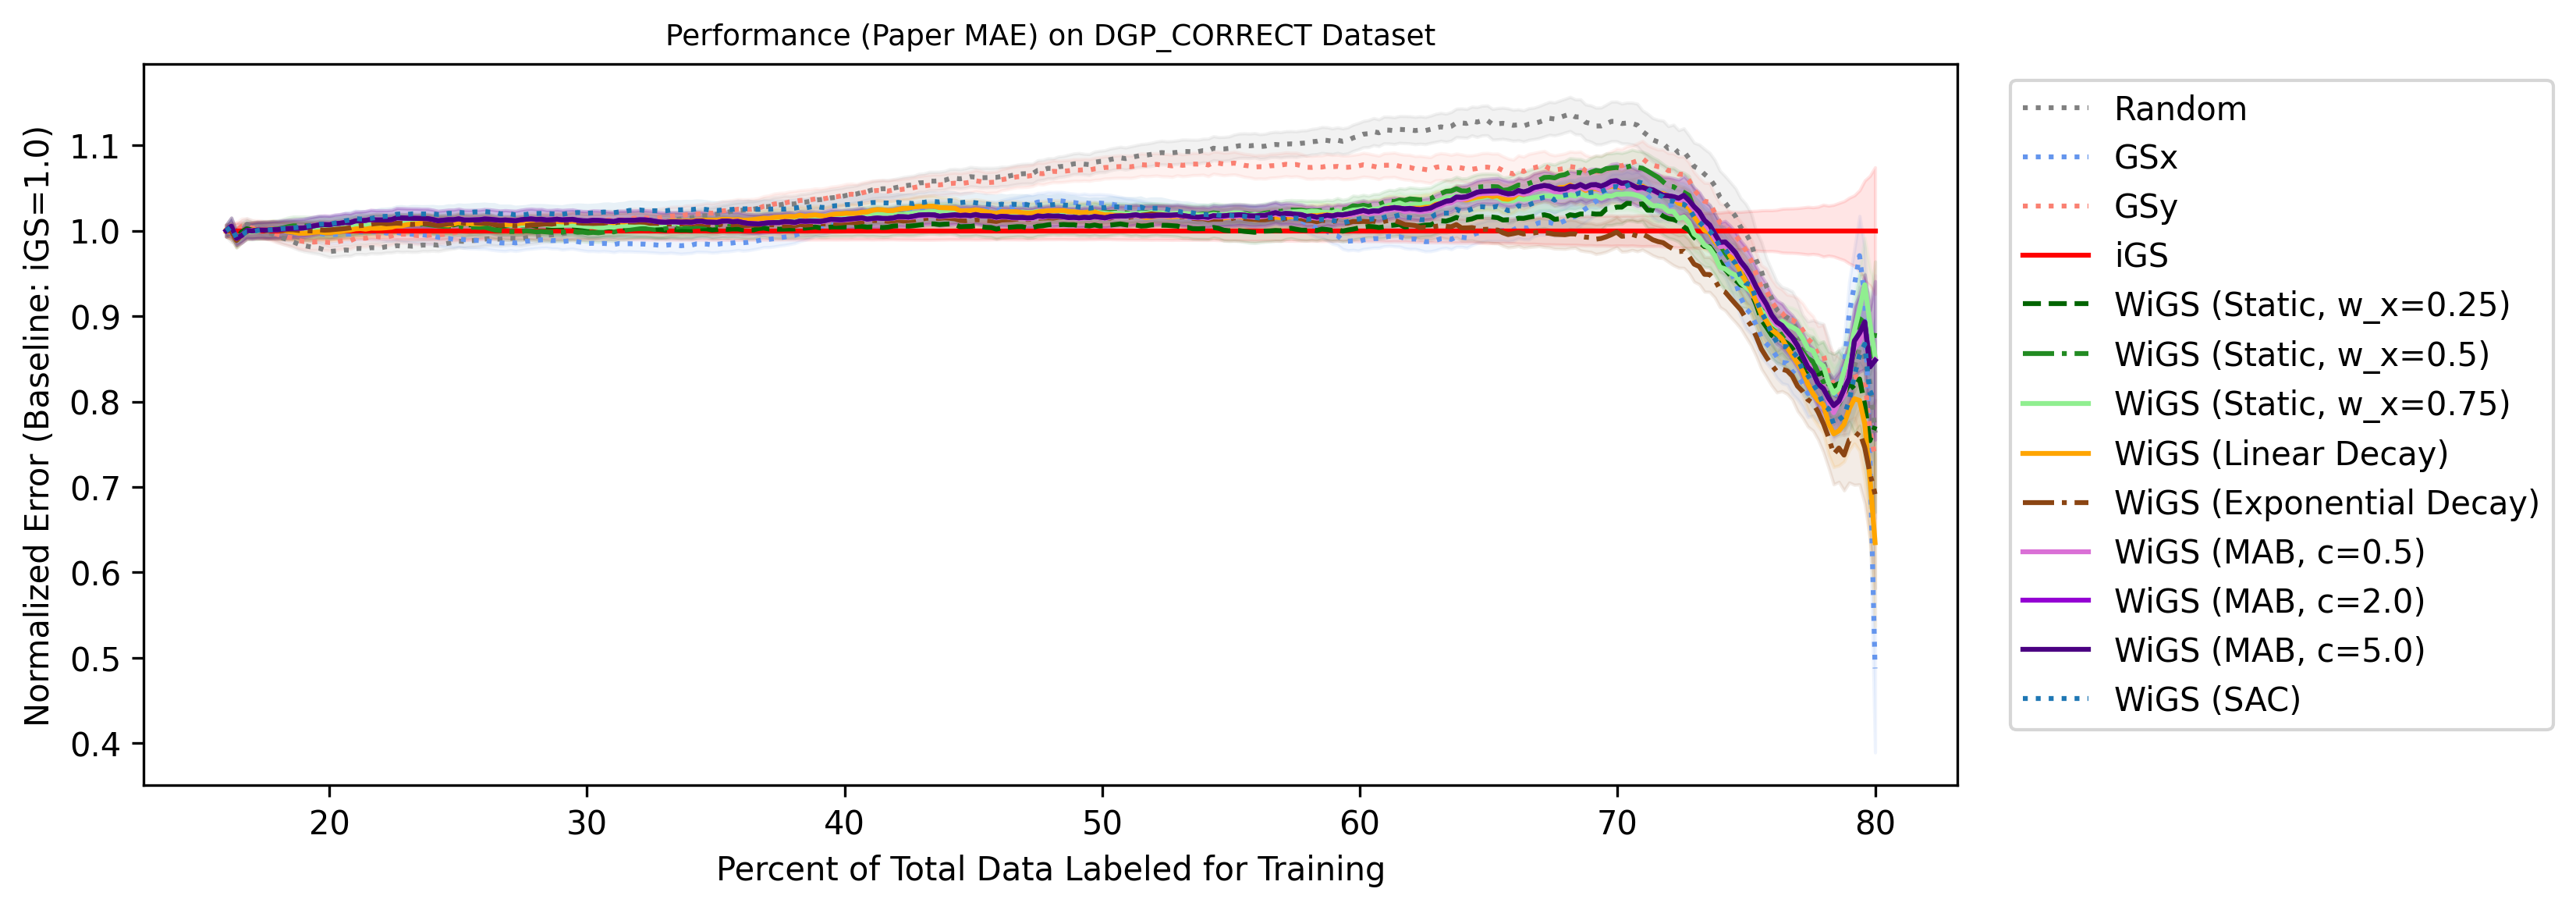 Performance (Paper MAE) on DGP_CORRECT Dataset
Normalized Error (Baseline: iGS=1.0)
1.1
1.0
0.9
0.8
0.7
0.6
0.5
0.4
20 30 40 50 60 70 80
Percent of Total Data Labeled for Training
Random
GSx
GSy
iGS
WiGS (Static, w_x=0.25)
WiGS (Static, w_x=0.5)
WiGS (Static, w_x=0.75)
WiGS (Linear Decay)
WiGS (Exponential Decay)
WiGS (MAB, c=0.5)
WiGS (MAB, c=2.0)
WiGS (MAB, c=5.0)
WiGS (SAC)